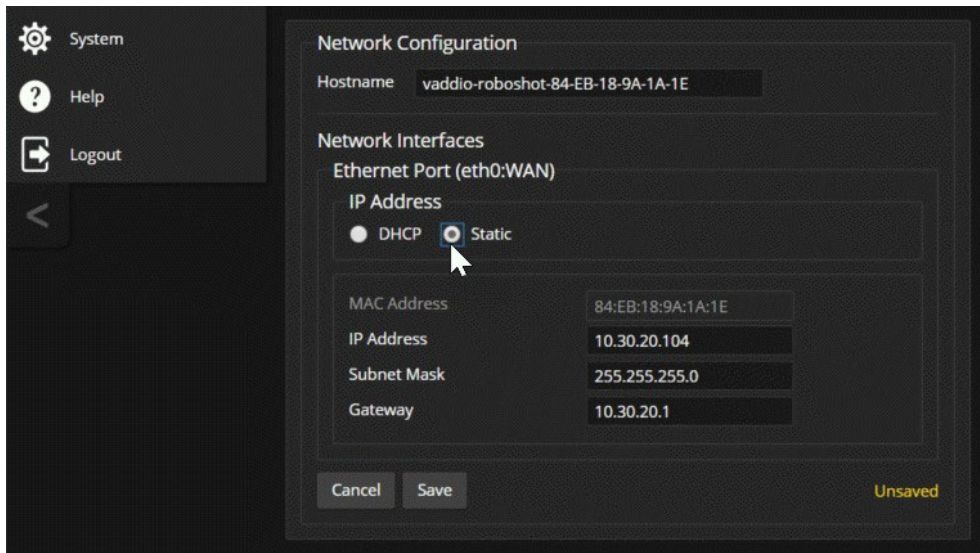 System
Help
Logout
<
Network Configuration
Hostname vaddio-roboshot-84-EB-18-9A-1A-1E
Network Interfaces
Ethernet Port (eth0:WAN)
IP Address
DHCP Static
MAC Address 84:EB:18:9A:1A:1E
IP Address 10.30.20.104
Subnet Mask 255.255.255.0
Gateway 10.30.20.1
Cancel Save Unsaved